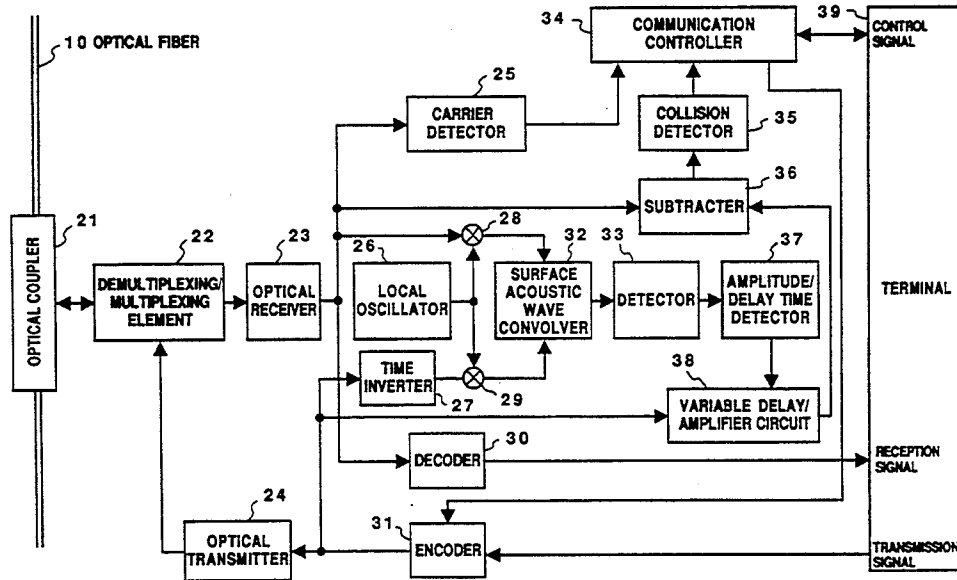 10 OPTICAL FIBER
34
COMMUNICATION
CONTROLLER
39
CONTROL
SIGNAL
25
CARRIER
DETECTOR
COLLISION
DETECTOR
35
36
SUBTRACTER
21
OPTICAL COUPLER
22
DEMULTIPLEXING/
MULTIPLEXING
ELEMENT
23
OPTICAL
RECEIVER
26
LOCAL
OSCILLATOR
28
32
SURFACE
ACOUSTIC
WAVE
CONVOLVER
33
DETECTOR
37
AMPLITUDE/
DELAY TIME
DETECTOR
TERMINAL
TIME
INVERTER
27
29
38
VARIABLE DELAY/
AMPLIFIER CIRCUIT
30
DECODER
RECEPTION
SIGNAL
24
OPTICAL
TRANSMITTER
31
ENCODER
TRANSMISSION
SIGNAL